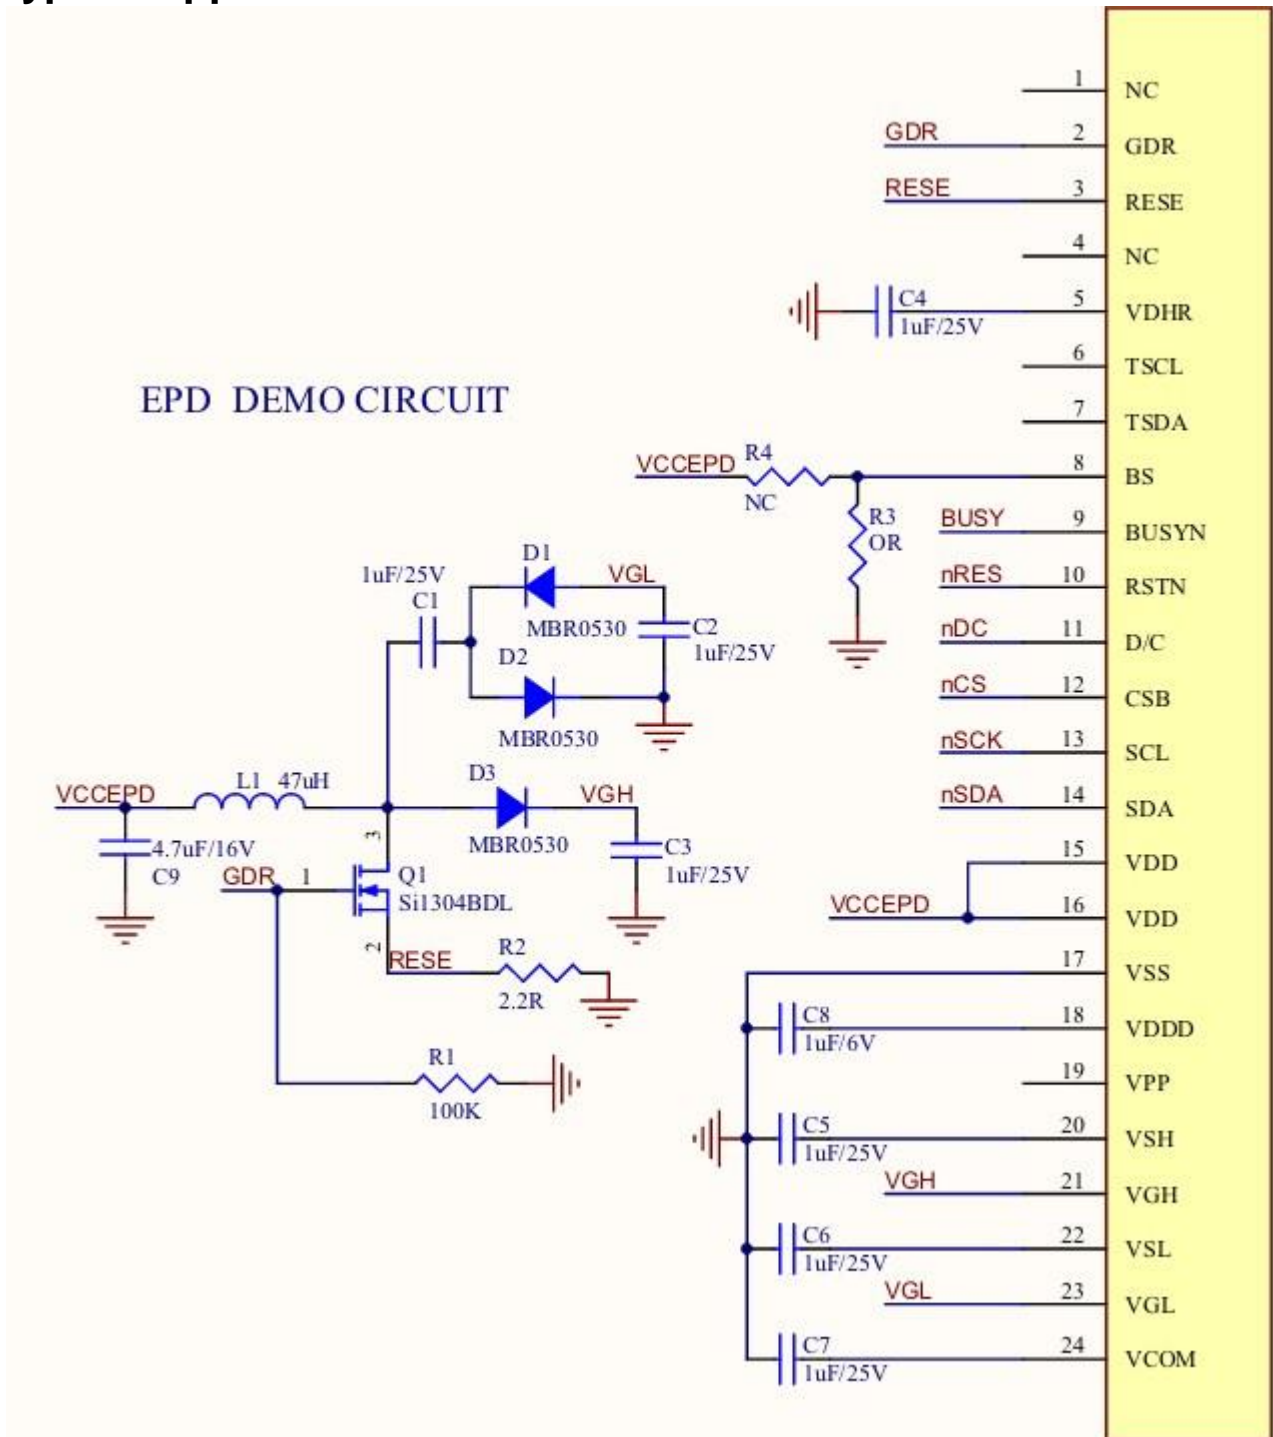 1 NC
GDR 2 GDR
RESE 3 RESE
4 NC
C4 5 VDHR
1uF/25V
6 TSCL
EPD DEMO CIRCUIT
7 TSDA
R4
VCCEPD 8 BS
NC
R3
OR
BUSY 9 BUSYN
D1
1uF/25V VGL nRES 10 RSTN
C1
MBR0530 C2 nDC 11 D/C
1uF/25V
D2
nCS 12 CSB
MBR0530
nSCK 13 SCL
D3
L1 47uH
VCCEPD VGH nSDA 14 SDA
3
4.7uF/16V MBR0530 C3
C9 1uF/25V
15 VDD
GDR 1 Q1
Si1304BDL
VCCEPD 16 VDD
2
RESE R2 17 VSS
2.2R
C8 18 VDDD
1uF/6V
R1
100K
19 VPP
C5 20 VSH
1uF/25V
VGH 21 VGH
C6 22 VSL
1uF/25V
VGL 23 VGL
C7 24 VCOM
1uF/25V